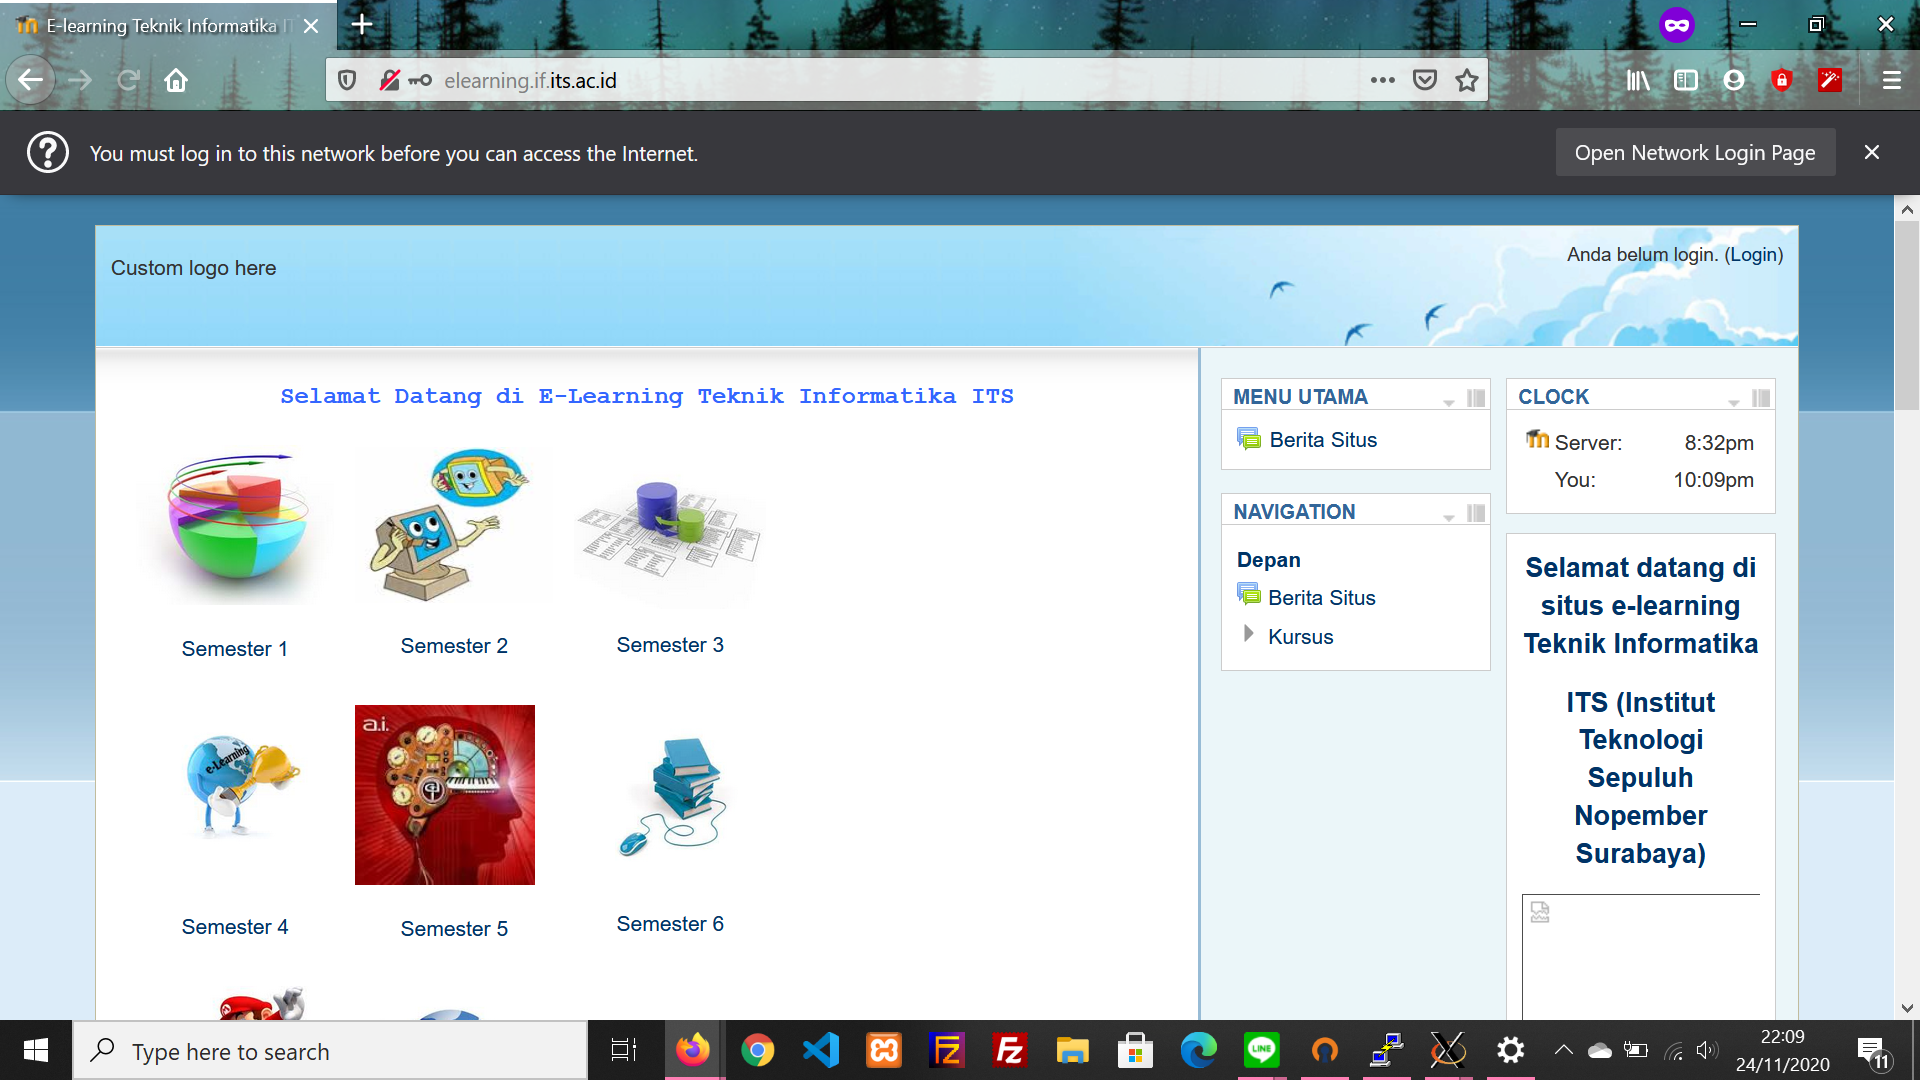 E-learning Teknik Informatika IT
elearning.if.its.ac.id
You must log in to this network before you can access the Internet.
Open Network Login Page
Custom logo here
Anda belum login. (Login)
Selamat Datang di E-Learning Teknik Informatika ITS
Semester 1
Semester 2
Semester 3
e-Learning
a.i.
Semester 4
Semester 5
Semester 6
MENU UTAMA
Berita Situs
NAVIGATION
Depan
Berita Situs
Kursus
CLOCK
Server: 8:32pm
You: 10:09pm
Selamat datang di
situs e-learning
Teknik Informatika
ITS (Institut
Teknologi
Sepuluh
Nopember
Surabaya)
Type here to search
LINE
22:09
24/11/2020
11